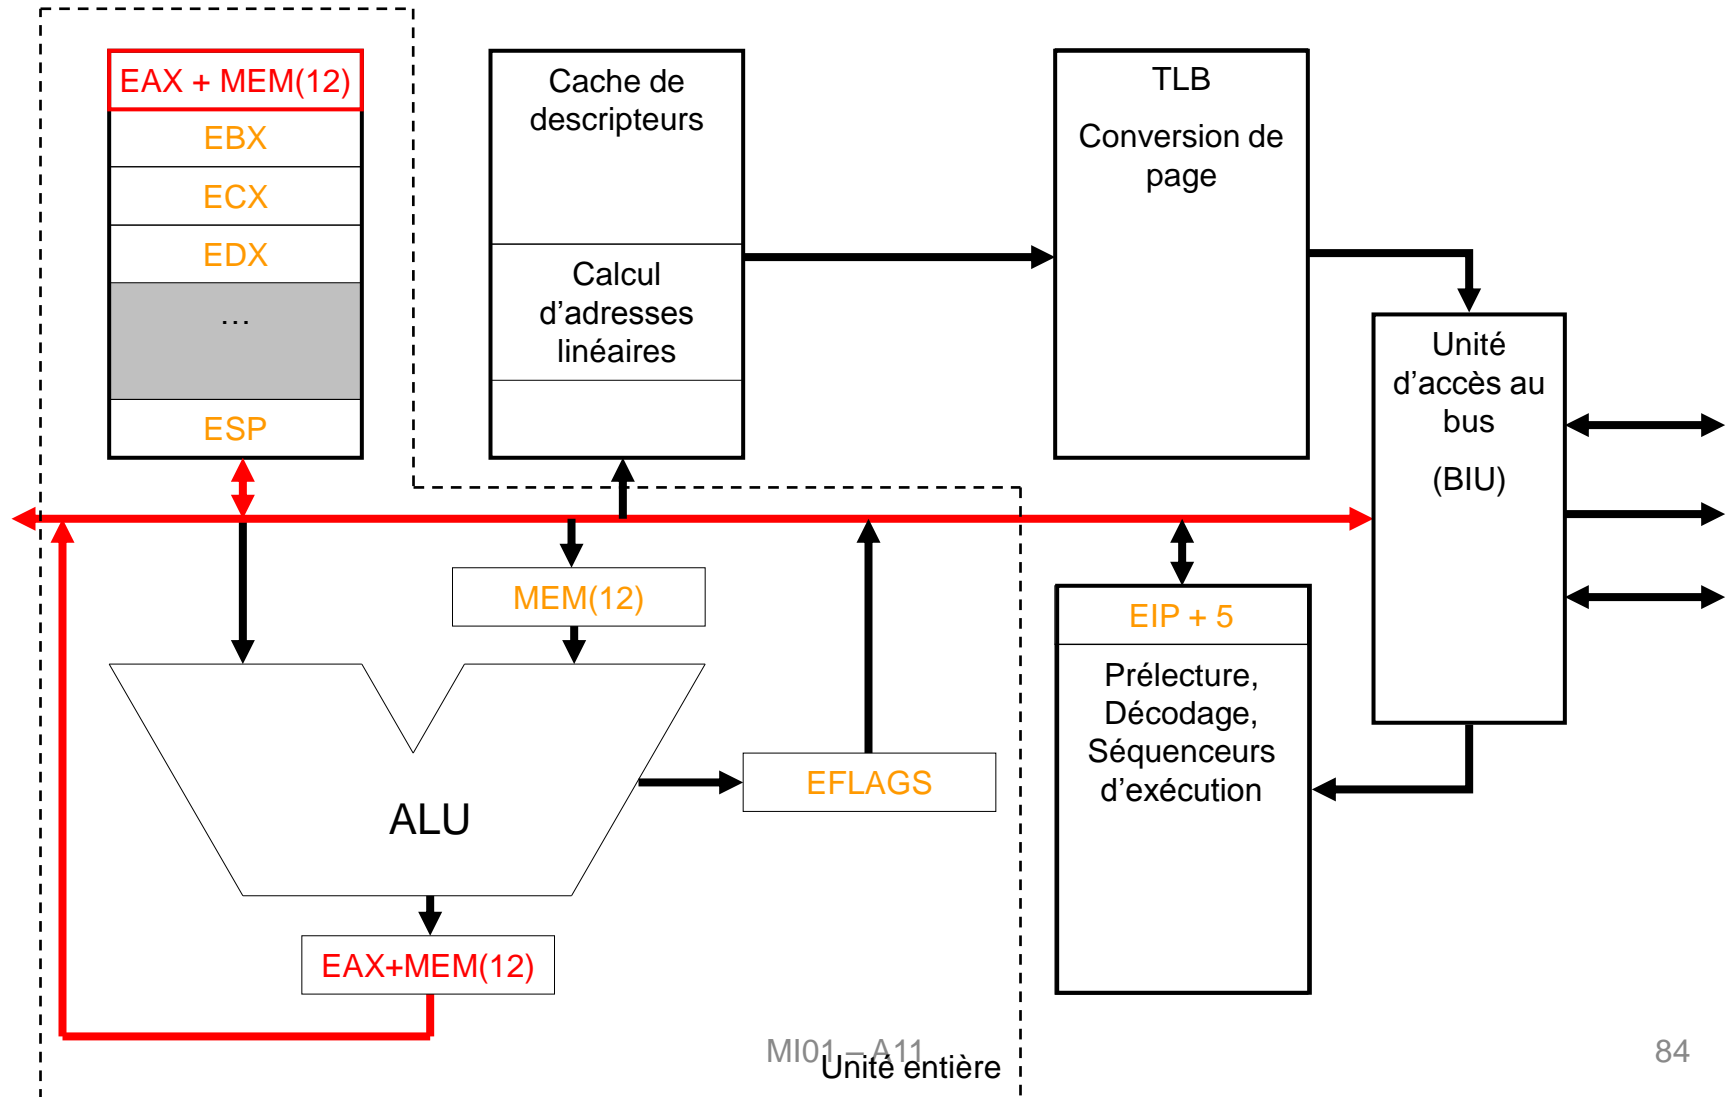 EAX + MEM(12)
EBX
ECX
EDX
…
ESP
Cache de
descripteurs
Calcul
d’adresses
linéaires
TLB
Conversion de
page
Unité
d’accès au
bus
(BIU)
MEM(12)
EIP + 5
Prélecture,
Décodage,
Séquenceurs
d’exécution
ALU
EFLAGS
EAX+MEM(12)
MI01 – A11
Unité entière
84